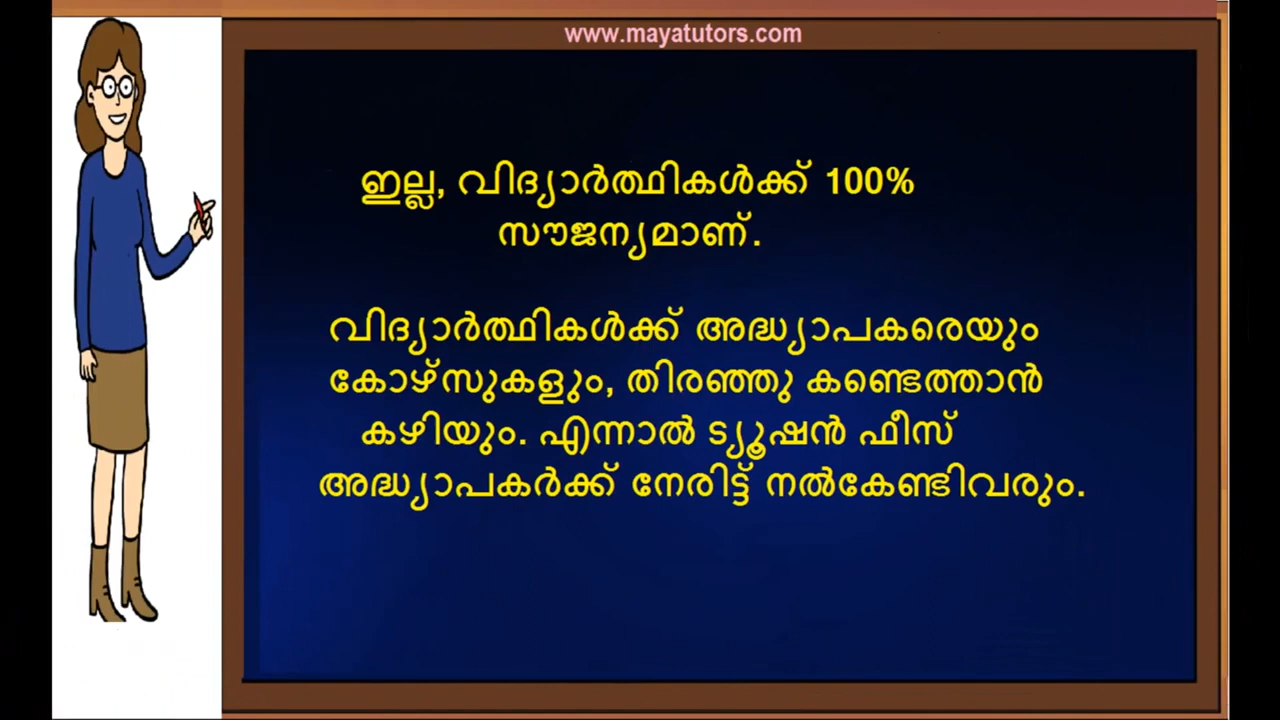 www.mayatutors.com
ഇല്ല, വിദ്യാർത്ഥികൾക്ക് 100%
സൗജന്യമാണ്.
വിദ്യാർത്ഥികൾക്ക് അദ്ധ്യാപകരെയും
കോഴ്സുകളും, തിരഞ്ഞു കണ്ടെത്താൻ
കഴിയും. എന്നാൽ ട്യൂഷൻ ഫീസ്
അദ്ധ്യാപകർക്ക് നേരിട്ട് നൽകേണ്ടിവരും.